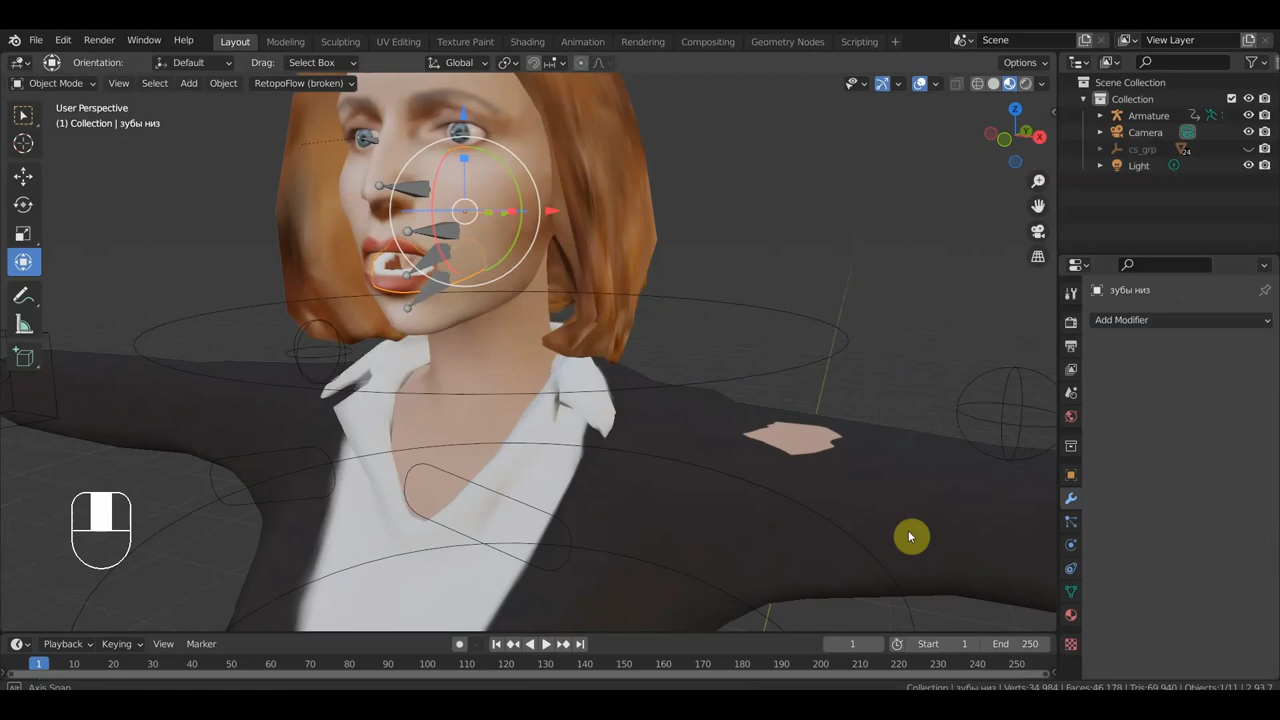 File Edit Render Window Help Layout Modeling Sculpting UV Editing Texture Paint Shading Animation Rendering Compositing Geometry Nodes Scripting + Scene View Layer
Orientation: Default Drag: Select Box Global Options
Object Mode View Select Add Object RetopoFlow (broken)
User Perspective
(1) Collection | зубы низ
Z
Y
X
Scene Collection
Collection
Armature
Camera
cs_grp 24
Light
зубы низ
Add Modifier
Playback Keying View Marker 1 Start 1 End 250
1 10 20 30 40 50 60 70 80 90 100 110 120 130 140 150 160 170 180 190 200 210 220 230 240 250
Axis Snap Collection | зубы низ | Verts:34,984 | Faces:46,178 | Tris:69,940 | Objects:1/11 | 2.93.7